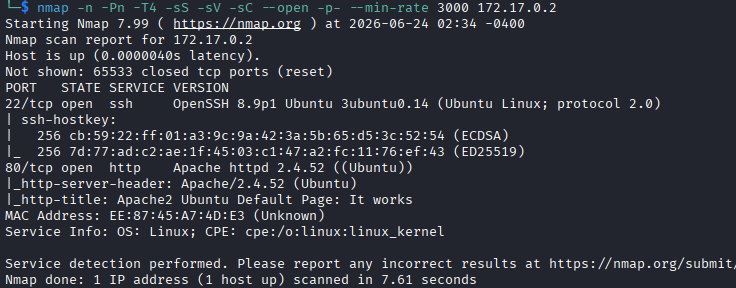 └─$ nmap -n -Pn -T4 -sS -sV -sC --open -p- --min-rate 3000 172.17.0.2
Starting Nmap 7.99 ( https://nmap.org ) at 2026-06-24 02:34 -0400
Nmap scan report for 172.17.0.2
Host is up (0.0000040s latency).
Not shown: 65533 closed tcp ports (reset)
PORT   STATE SERVICE VERSION
22/tcp open  ssh     OpenSSH 8.9p1 Ubuntu 3ubuntu0.14 (Ubuntu Linux; protocol 2.0)
| ssh-hostkey:
|   256 cb:59:22:ff:01:a3:9c:9a:42:3a:5b:65:d5:3c:52:54 (ECDSA)
|_  256 7d:77:ad:c2:ae:1f:45:03:c1:47:a2:fc:11:76:ef:43 (ED25519)
80/tcp open  http    Apache httpd 2.4.52 ((Ubuntu))
|_http-server-header: Apache/2.4.52 (Ubuntu)
|_http-title: Apache2 Ubuntu Default Page: It works
MAC Address: EE:87:45:A7:4D:E3 (Unknown)
Service Info: OS: Linux; CPE: cpe:/o:linux:linux_kernel

Service detection performed. Please report any incorrect results at https://nmap.org/submit/
Nmap done: 1 IP address (1 host up) scanned in 7.61 seconds